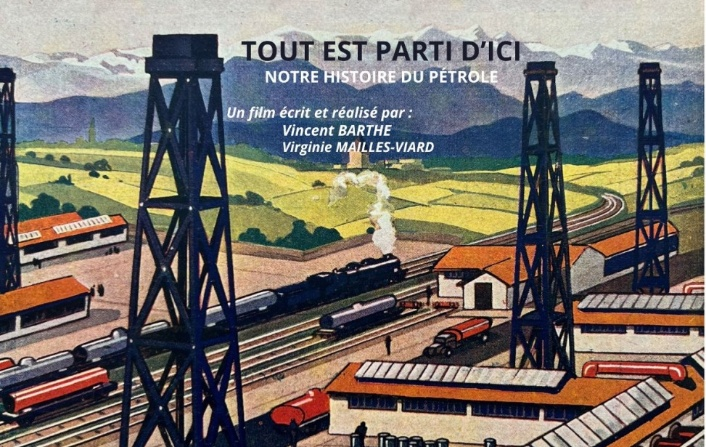 TOUT EST PARTI D'ICI
NOTRE HISTOIRE DU PÉTROLE
Un film écrit et réalisé par :
Vincent BARTHE
Virginie MAILLES-VIARD